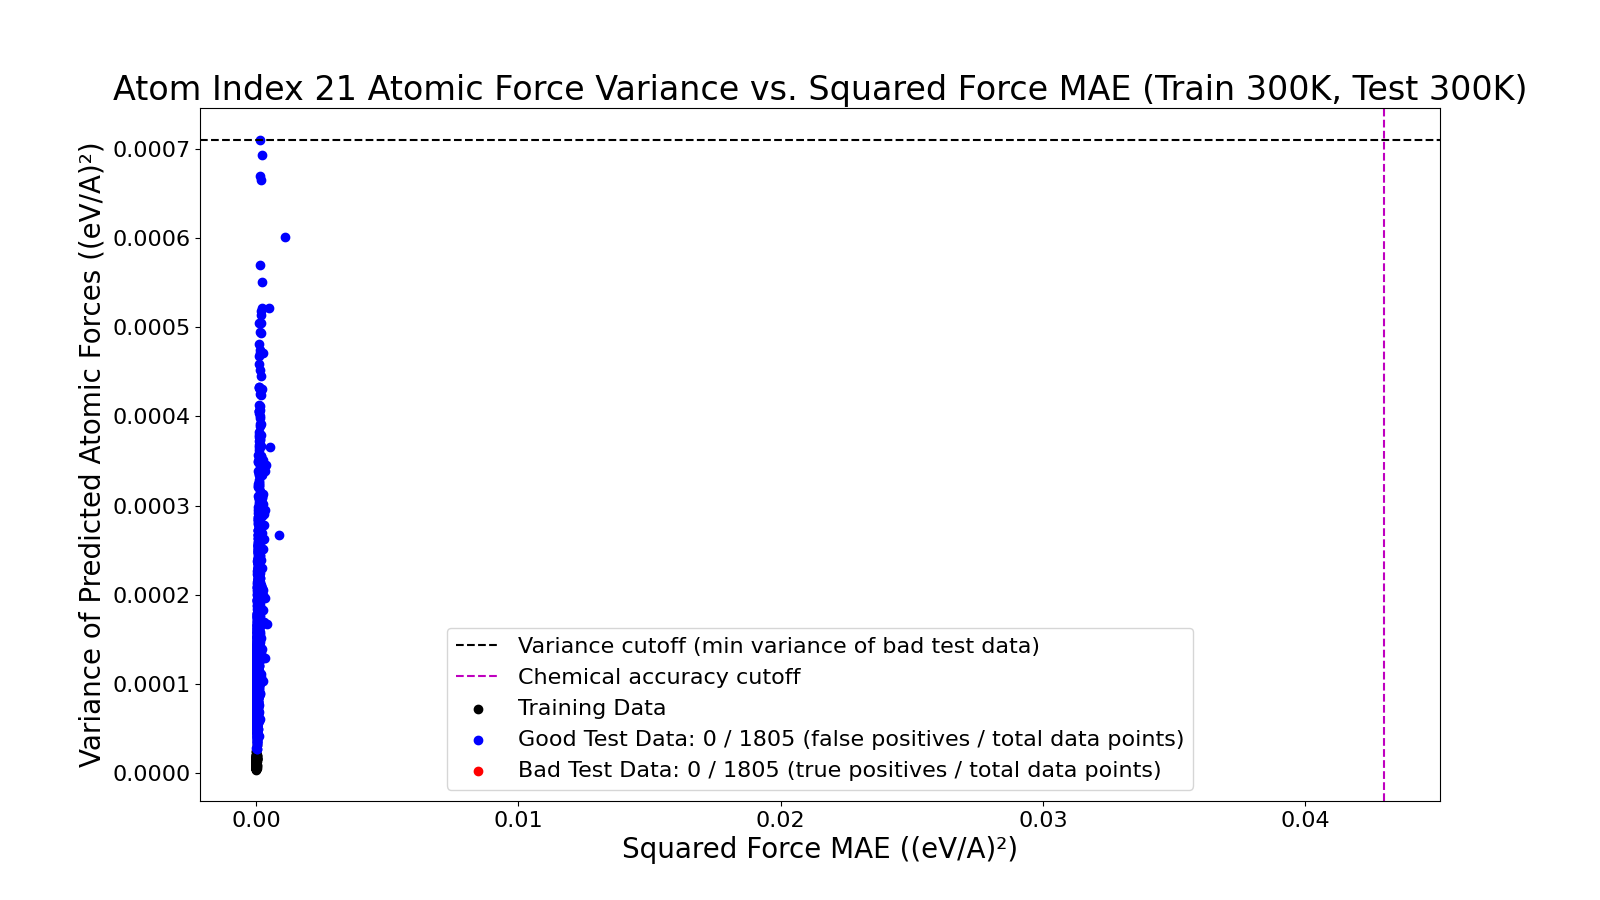 Atom Index 21 Atomic Force Variance vs. Squared Force MAE (Train 300K, Test 300K)
Variance of Predicted Atomic Forces ((eV/A)²)
0.0007
0.0006
0.0005
0.0004
0.0003
0.0002
0.0001
0.0000
Variance cutoff (min variance of bad test data)
Chemical accuracy cutoff
Training Data
Good Test Data: 0 / 1805 (false positives / total data points)
Bad Test Data: 0 / 1805 (true positives / total data points)
0.00 0.01 0.02 0.03 0.04
Squared Force MAE ((eV/A)²)